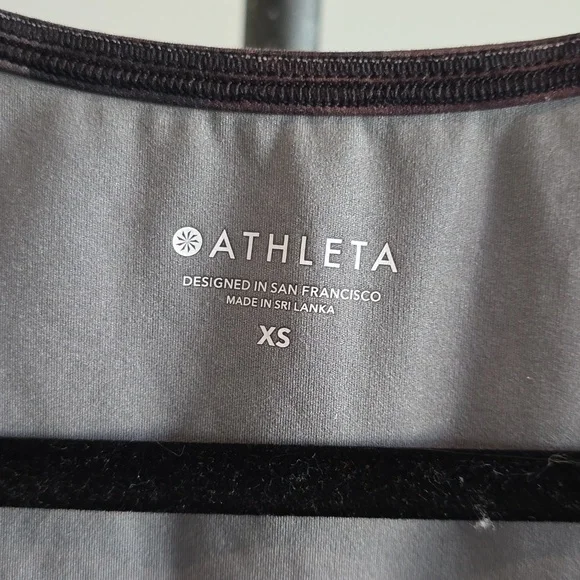 ATHLETA
DESIGNED IN SAN FRANCISCO
MADE IN SRI LANKA
XS